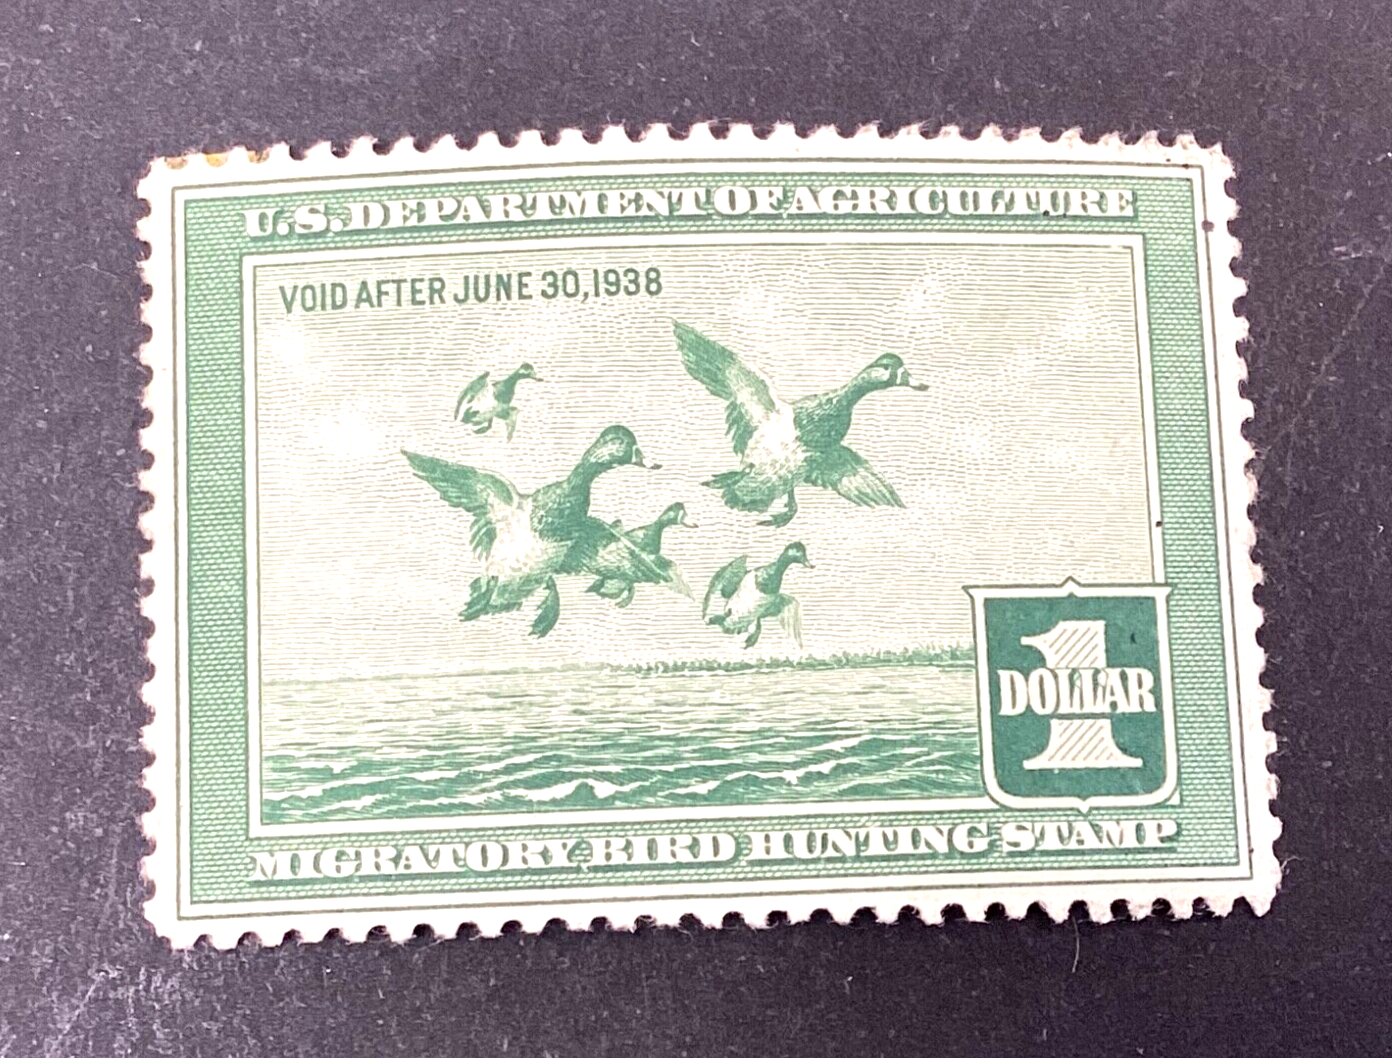 U.S. DEPARTMENT OF AGRICULTURE
VOID AFTER JUNE 30, 1938
1
DOLLAR
MIGRATORY BIRD HUNTING STAMP